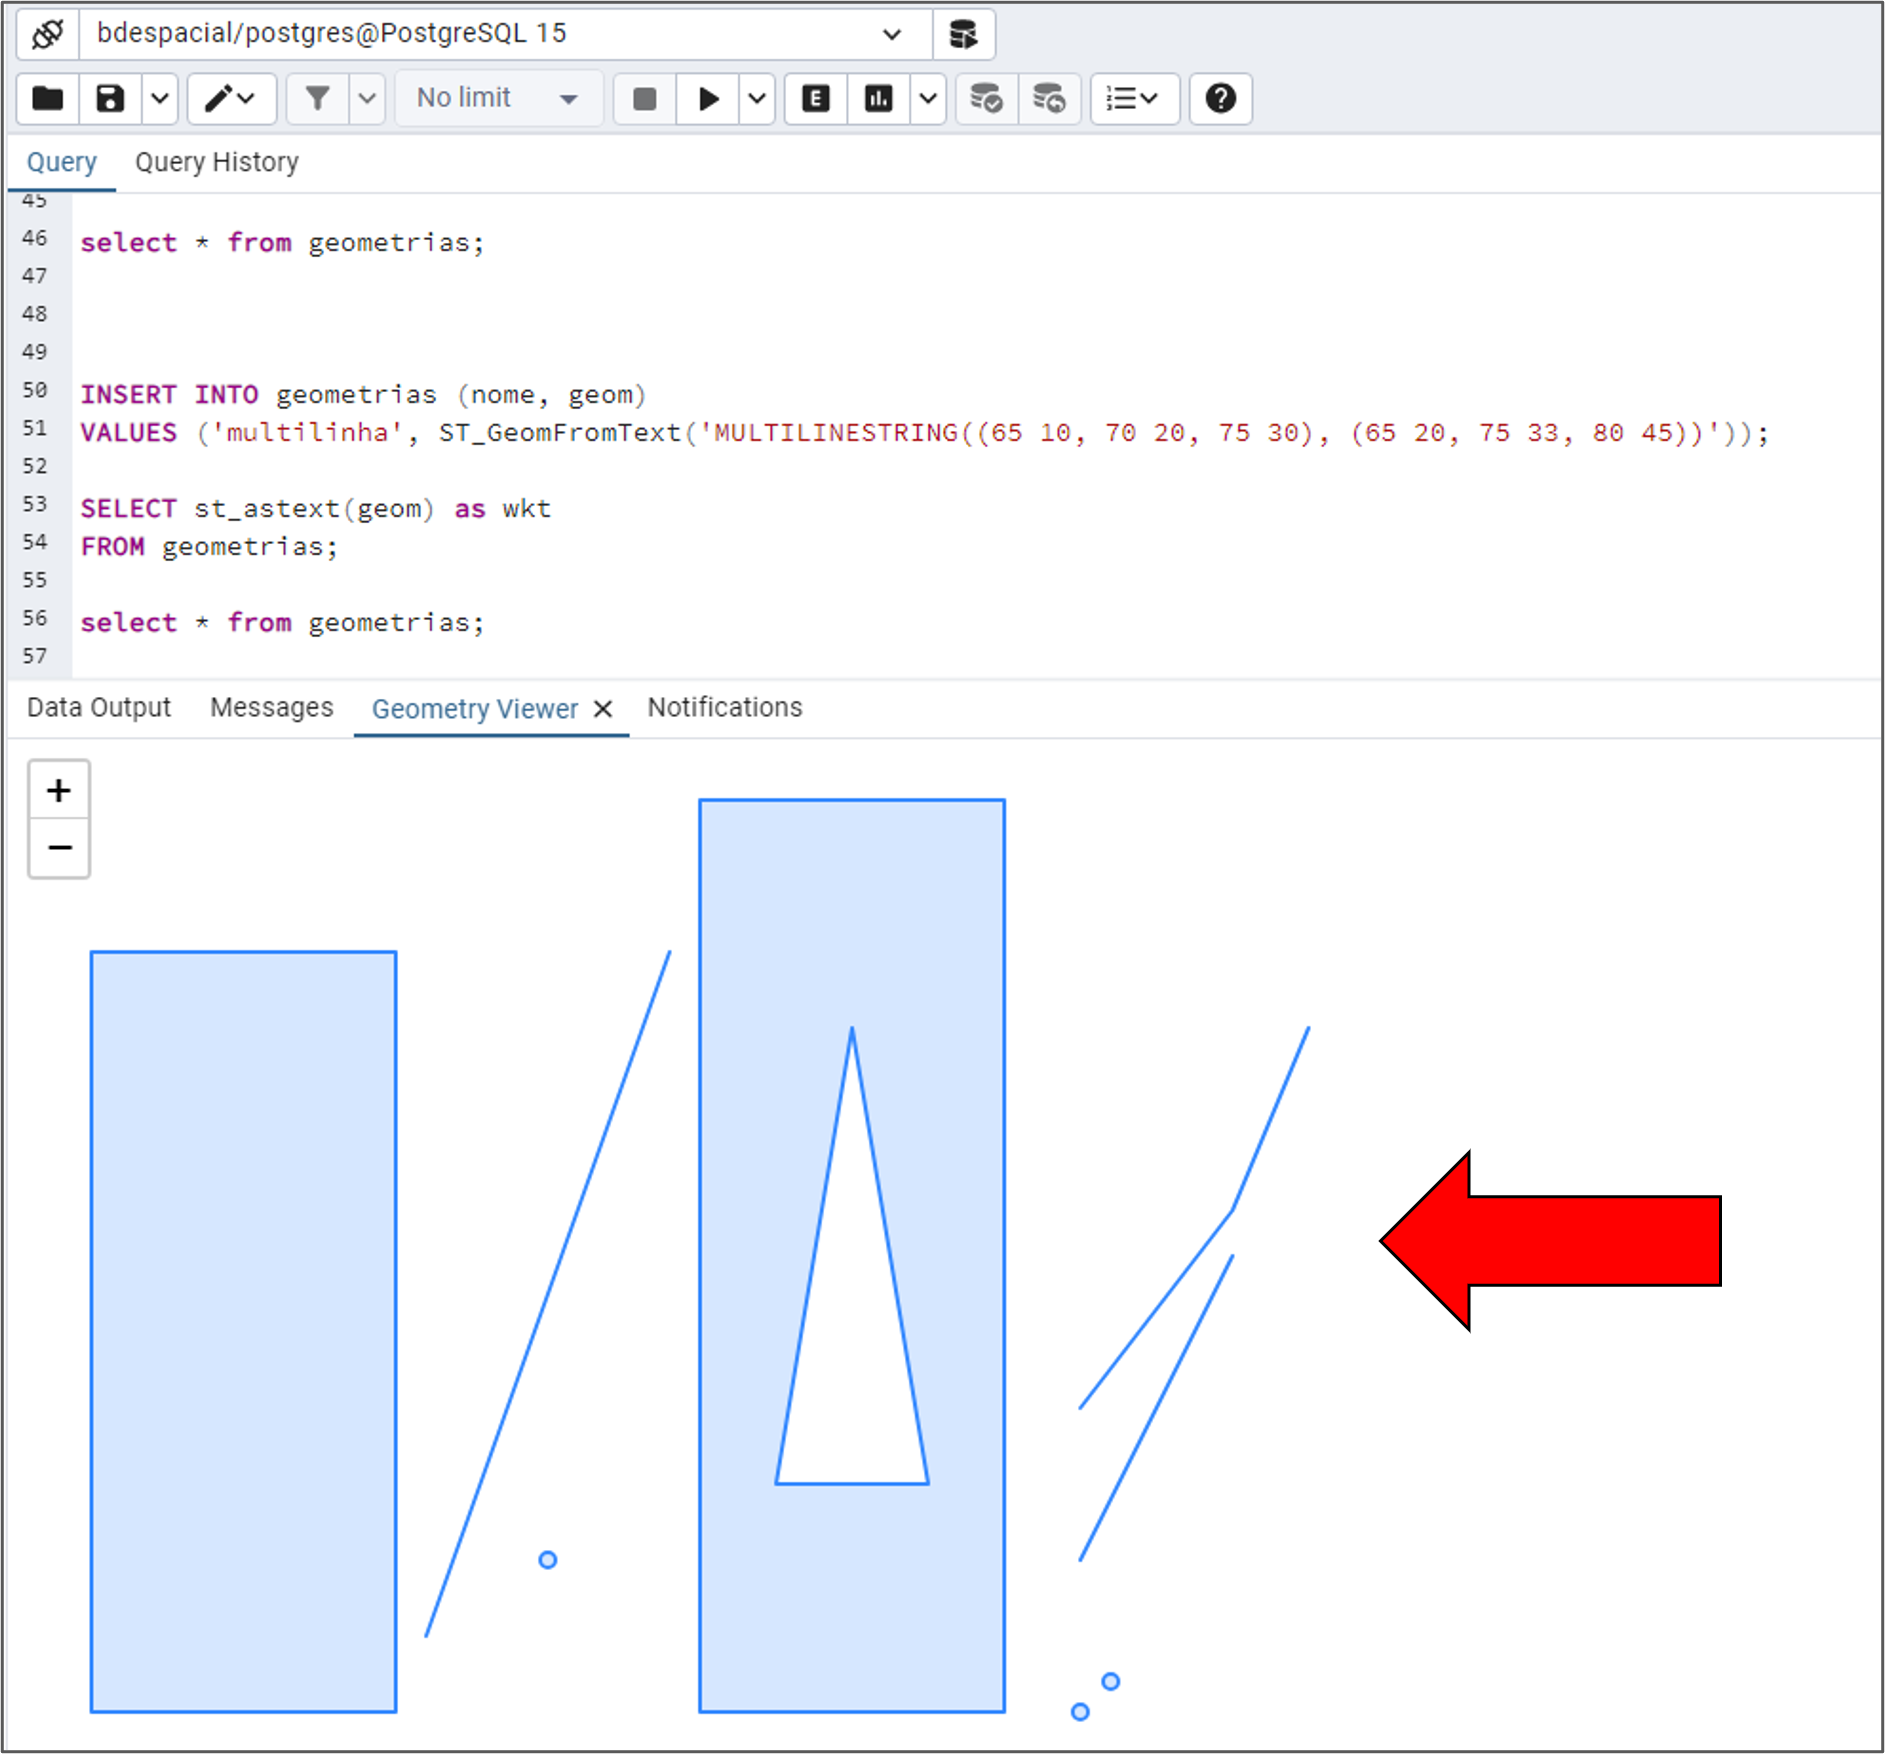 bdespacial/postgres@PostgreSQL 15
No limit
Query Query History
45
46 select * from geometrias;
47
48
49
50 INSERT INTO geometrias (nome, geom)
51 VALUES ('multilinha', ST_GeomFromText('MULTILINESTRING((65 10, 70 20, 75 30), (65 20, 75 33, 80 45))'));
52
53 SELECT st_astext(geom) as wkt
54 FROM geometrias;
55
56 select * from geometrias;
57
Data Output Messages Geometry Viewer Notifications